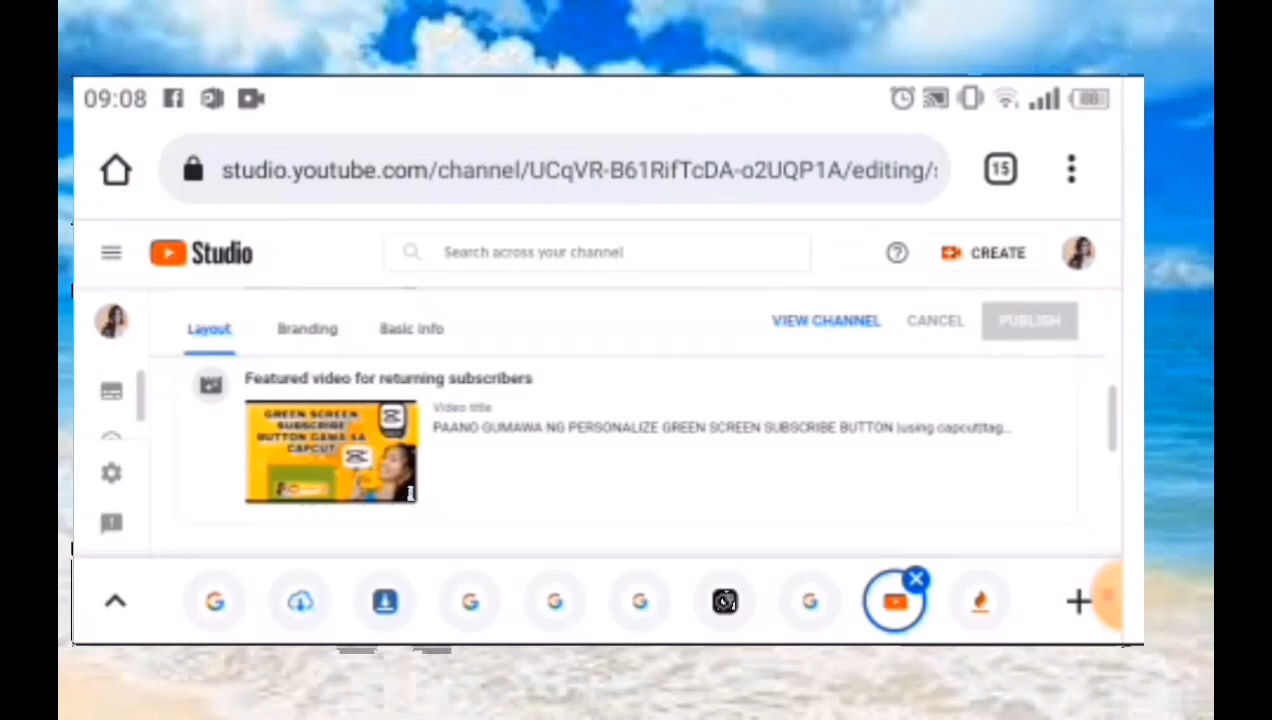 09:08
studio.youtube.com/channel/UCqVR-B61RifTcDA-o2UQP1A/editing/s
15
Studio
Search across your channel
CREATE
Layout
Branding
Basic info
VIEW CHANNEL
CANCEL
PUBLISH
Featured video for returning subscribers
GREEN SCREEN
SUBSCRIBE
BUTTON GAWA SA
CAPCUT
Video title
PAANO GUMAWA NG PERSONALIZE GREEN SCREEN SUBSCRIBE BUTTON (using capcut|tag...